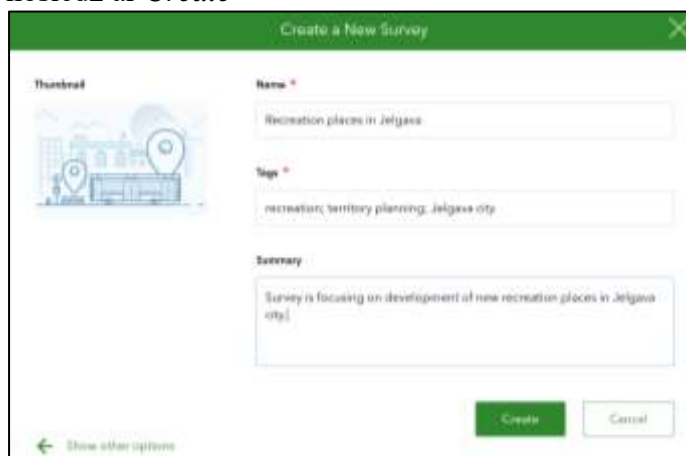 Create a New Survey
Thumbnail
Name *
Recreation places in Jelgava
Tags *
recreation; territory planning; Jelgava city
Summary
Survey is focusing on development of new recreation places in Jelgava
city.
Create
Cancel
Show other options